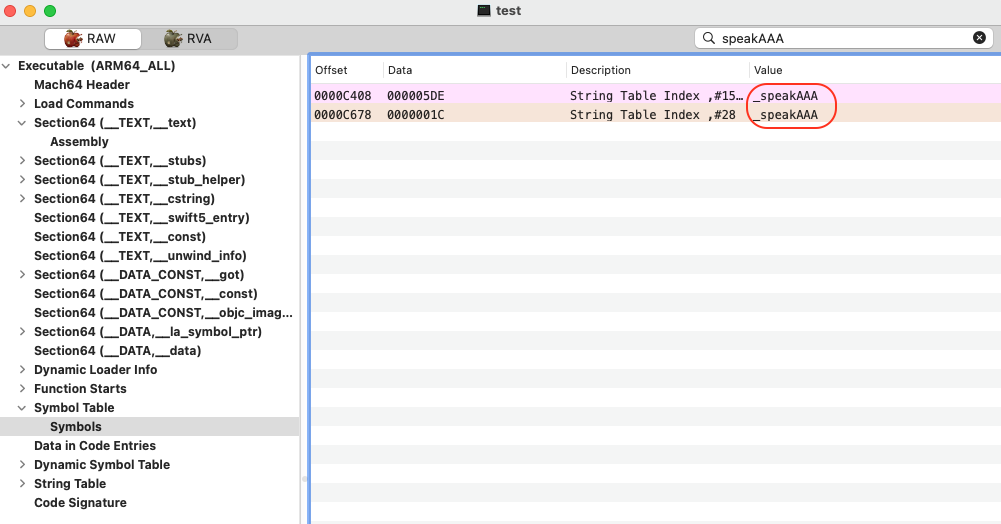 test
RAW
RVA
speakAAA
Executable (ARM64_ALL)
Mach64 Header
Load Commands
Section64 (__TEXT,__text)
Assembly
Section64 (__TEXT,__stubs)
Section64 (__TEXT,__stub_helper)
Section64 (__TEXT,__cstring)
Section64 (__TEXT,__swift5_entry)
Section64 (__TEXT,__const)
Section64 (__TEXT,__unwind_info)
Section64 (__DATA_CONST,__got)
Section64 (__DATA_CONST,__const)
Section64 (__DATA_CONST,__objc_imag...
Section64 (__DATA,__la_symbol_ptr)
Section64 (__DATA,__data)
Dynamic Loader Info
Function Starts
Symbol Table
Symbols
Data in Code Entries
Dynamic Symbol Table
String Table
Code Signature
Offset Data Description Value
0000C408 000005DE String Table Index ,#15… _speakAAA
0000C678 0000001C String Table Index ,#28 _speakAAA